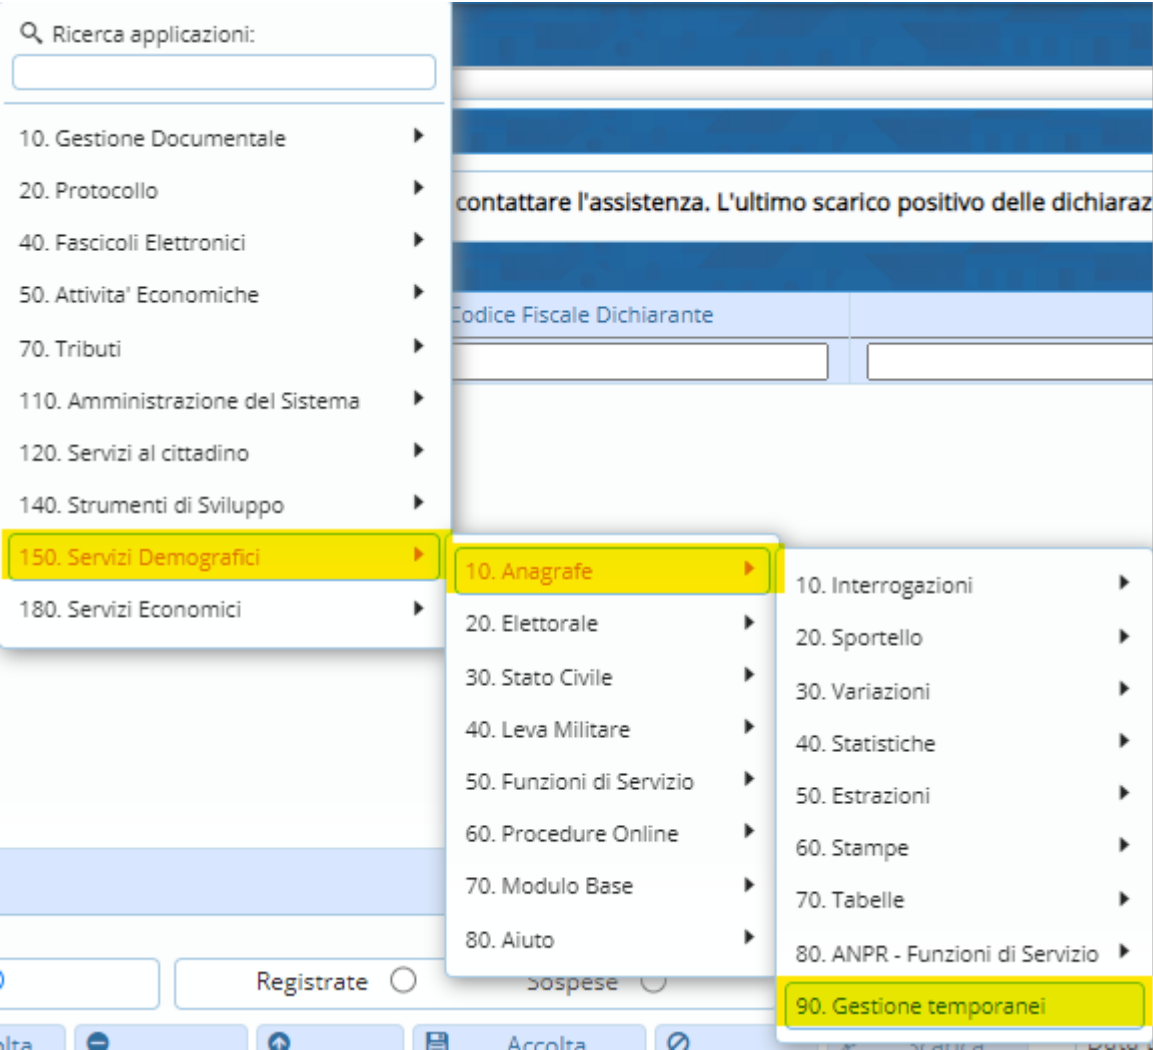 Ricerca applicazioni:
10. Gestione Documentale
20. Protocollo
40. Fascicoli Elettronici
50. Attivita' Economiche
70. Tributi
110. Amministrazione del Sistema
120. Servizi al cittadino
140. Strumenti di Sviluppo
150. Servizi Demografici
180. Servizi Economici
contattare l'assistenza. L'ultimo scarico positivo delle dichiaraz
Codice Fiscale Dichiarante
10. Anagrafe
20. Elettorale
30. Stato Civile
40. Leva Militare
50. Funzioni di Servizio
60. Procedure Online
70. Modulo Base
80. Aiuto
10. Interrogazioni
20. Sportello
30. Variazioni
40. Statistiche
50. Estrazioni
60. Stampe
70. Tabelle
80. ANPR - Funzioni di Servizio
90. Gestione temporanei
Registrate
Sospese
Accolta